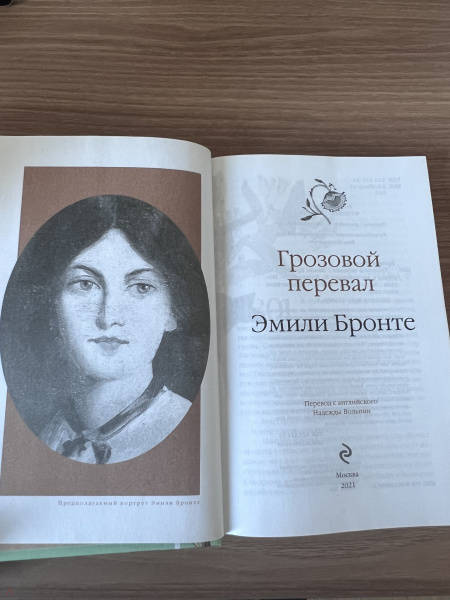 Предполагаемый портрет Эмили Бронте
Грозовой
перевал
Эмили Бронте
Перевод с английского
Надежды Вольпин
Москва
2021